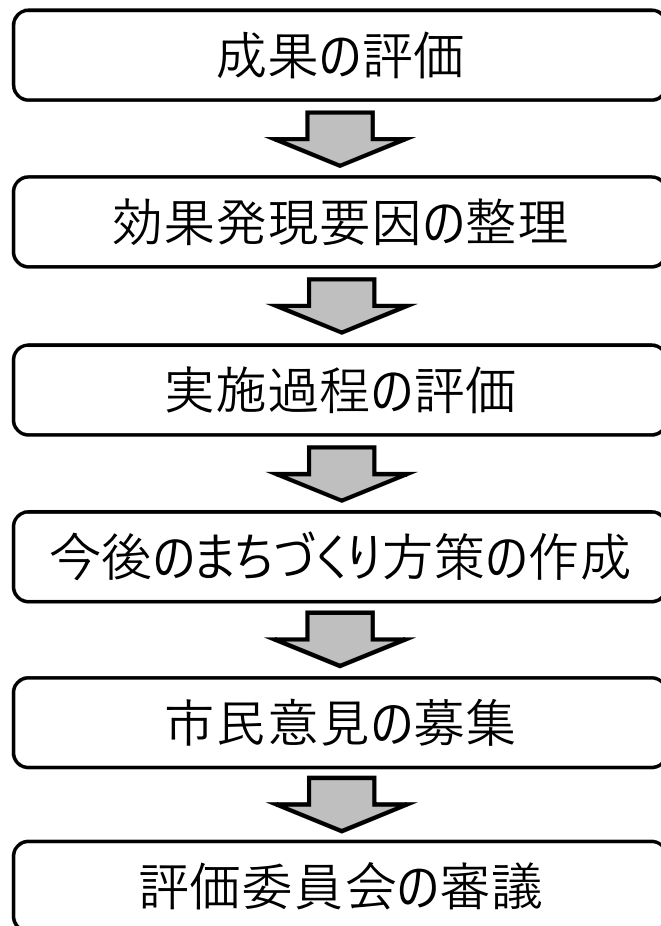 成果の評価
効果発現要因の整理
実施過程の評価
今後のまちづくり方策の作成
市民意見の募集
評価委員会の審議